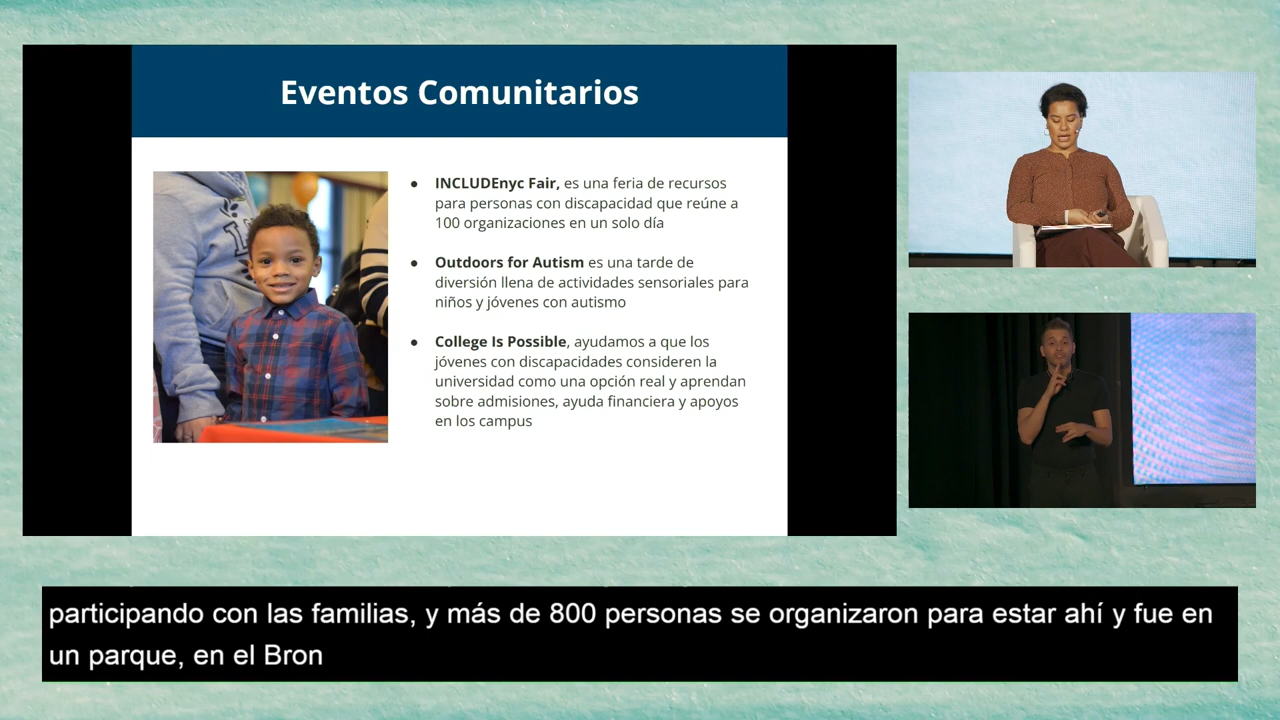 Eventos Comunitarios
● INCLUDEnyc Fair, es una feria de recursos
para personas con discapacidad que reúne a
100 organizaciones en un solo día
● Outdoors for Autism es una tarde de
diversión llena de actividades sensoriales para
niños y jóvenes con autismo
● College Is Possible, ayudamos a que los
jóvenes con discapacidades consideren la
universidad como una opción real y aprendan
sobre admisiones, ayuda financiera y apoyos
en los campus
participando con las familias, y más de 800 personas se organizaron para estar ahí y fue en
un parque, en el Bron